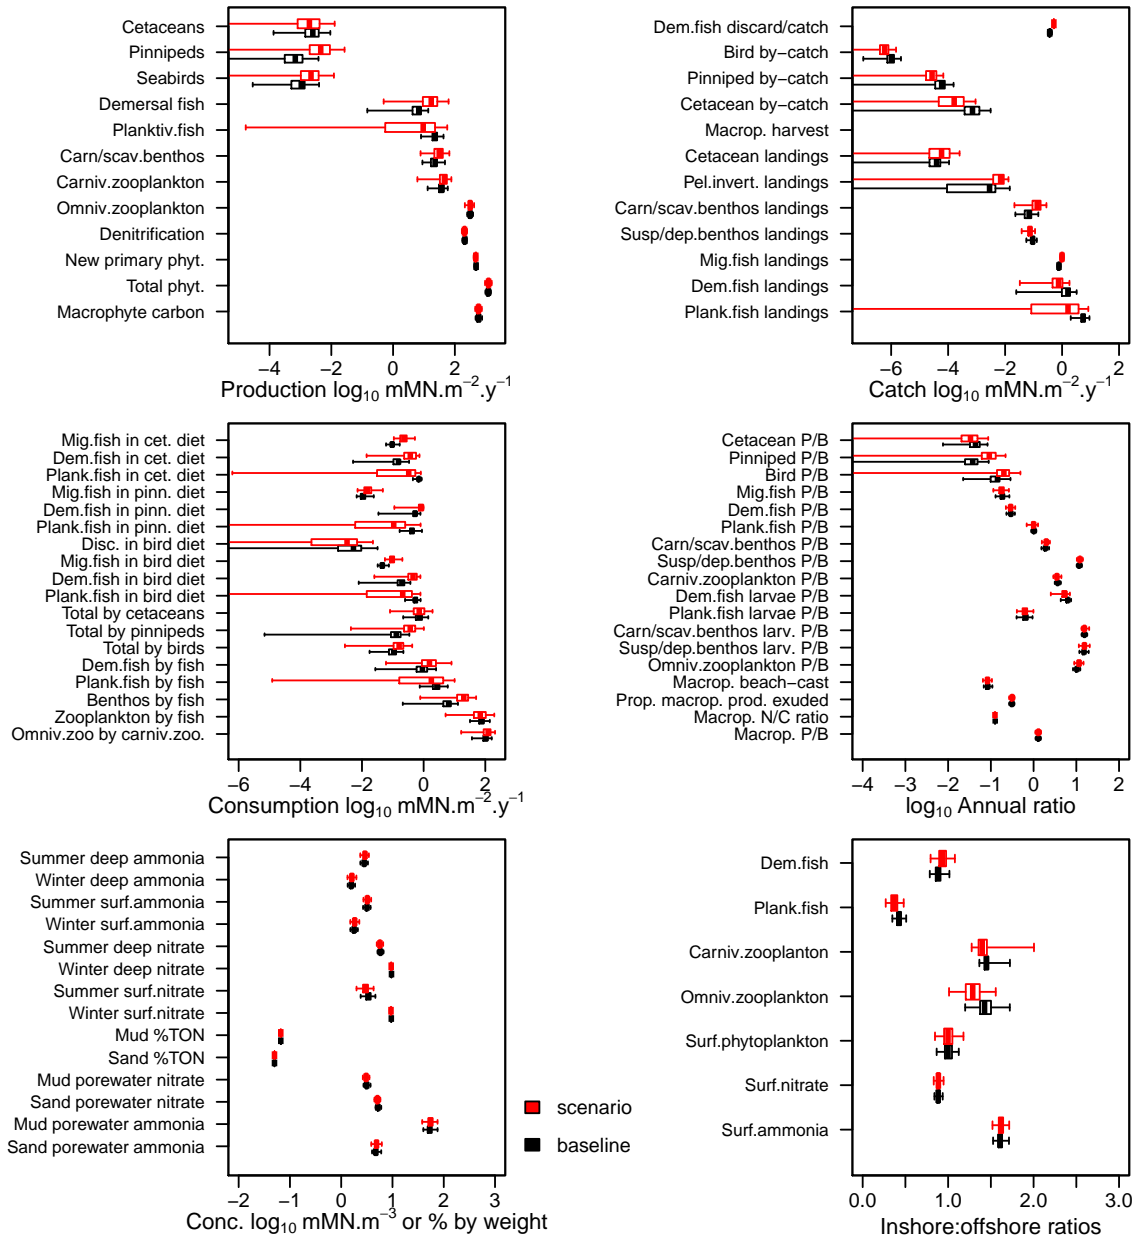 Cetaceans
Pinnipeds
Seabirds
Demersal fish
Planktiv.fish
Carn/scav.benthos
Carniv.zooplankton
Omniv.zooplankton
Denitrification
New primary phyt.
Total phyt.
Macrophyte carbon
−4 −2 0 2
Production log10 mMN.m−2.y−1
Dem.fish discard/catch
Bird by−catch
Pinniped by−catch
Cetacean by−catch
Macrop. harvest
Cetacean landings
Pel.invert. landings
Carn/scav.benthos landings
Susp/dep.benthos landings
Mig.fish landings
Dem.fish landings
Plank.fish landings
−6 −4 −2 0 2
Catch log10 mMN.m−2.y−1
Mig.fish in cet. diet
Dem.fish in cet. diet
Plank.fish in cet. diet
Mig.fish in pinn. diet
Dem.fish in pinn. diet
Plank.fish in pinn. diet
Disc. in bird diet
Mig.fish in bird diet
Dem.fish in bird diet
Plank.fish in bird diet
Total by cetaceans
Total by pinnipeds
Total by birds
Dem.fish by fish
Plank.fish by fish
Benthos by fish
Zooplankton by fish
Omniv.zoo by carniv.zoo.
−6 −4 −2 0 2
Consumption log10 mMN.m−2.y−1
Cetacean P/B
Pinniped P/B
Bird P/B
Mig.fish P/B
Dem.fish P/B
Plank.fish P/B
Carn/scav.benthos P/B
Susp/dep.benthos P/B
Carniv.zooplankton P/B
Dem.fish larvae P/B
Plank.fish larvae P/B
Carn/scav.benthos larv. P/B
Susp/dep.benthos larv. P/B
Omniv.zooplankton P/B
Macrop. beach−cast
Prop. macrop. prod. exuded
Macrop. N/C ratio
Macrop. P/B
−4 −3 −2 −1 0 1 2
log10 Annual ratio
Summer deep ammonia
Winter deep ammonia
Summer surf.ammonia
Winter surf.ammonia
Summer deep nitrate
Winter deep nitrate
Summer surf.nitrate
Winter surf.nitrate
Mud %TON
Sand %TON
Mud porewater nitrate
Sand porewater nitrate
Mud porewater ammonia
Sand porewater ammonia
−2 −1 0 1 2 3
Conc. log10 mMN.m−3 or % by weight
scenario
baseline
Dem.fish
Plank.fish
Carniv.zooplanton
Omniv.zooplankton
Surf.phytoplankton
Surf.nitrate
Surf.ammonia
0.0 1.0 2.0 3.0
Inshore:offshore ratios